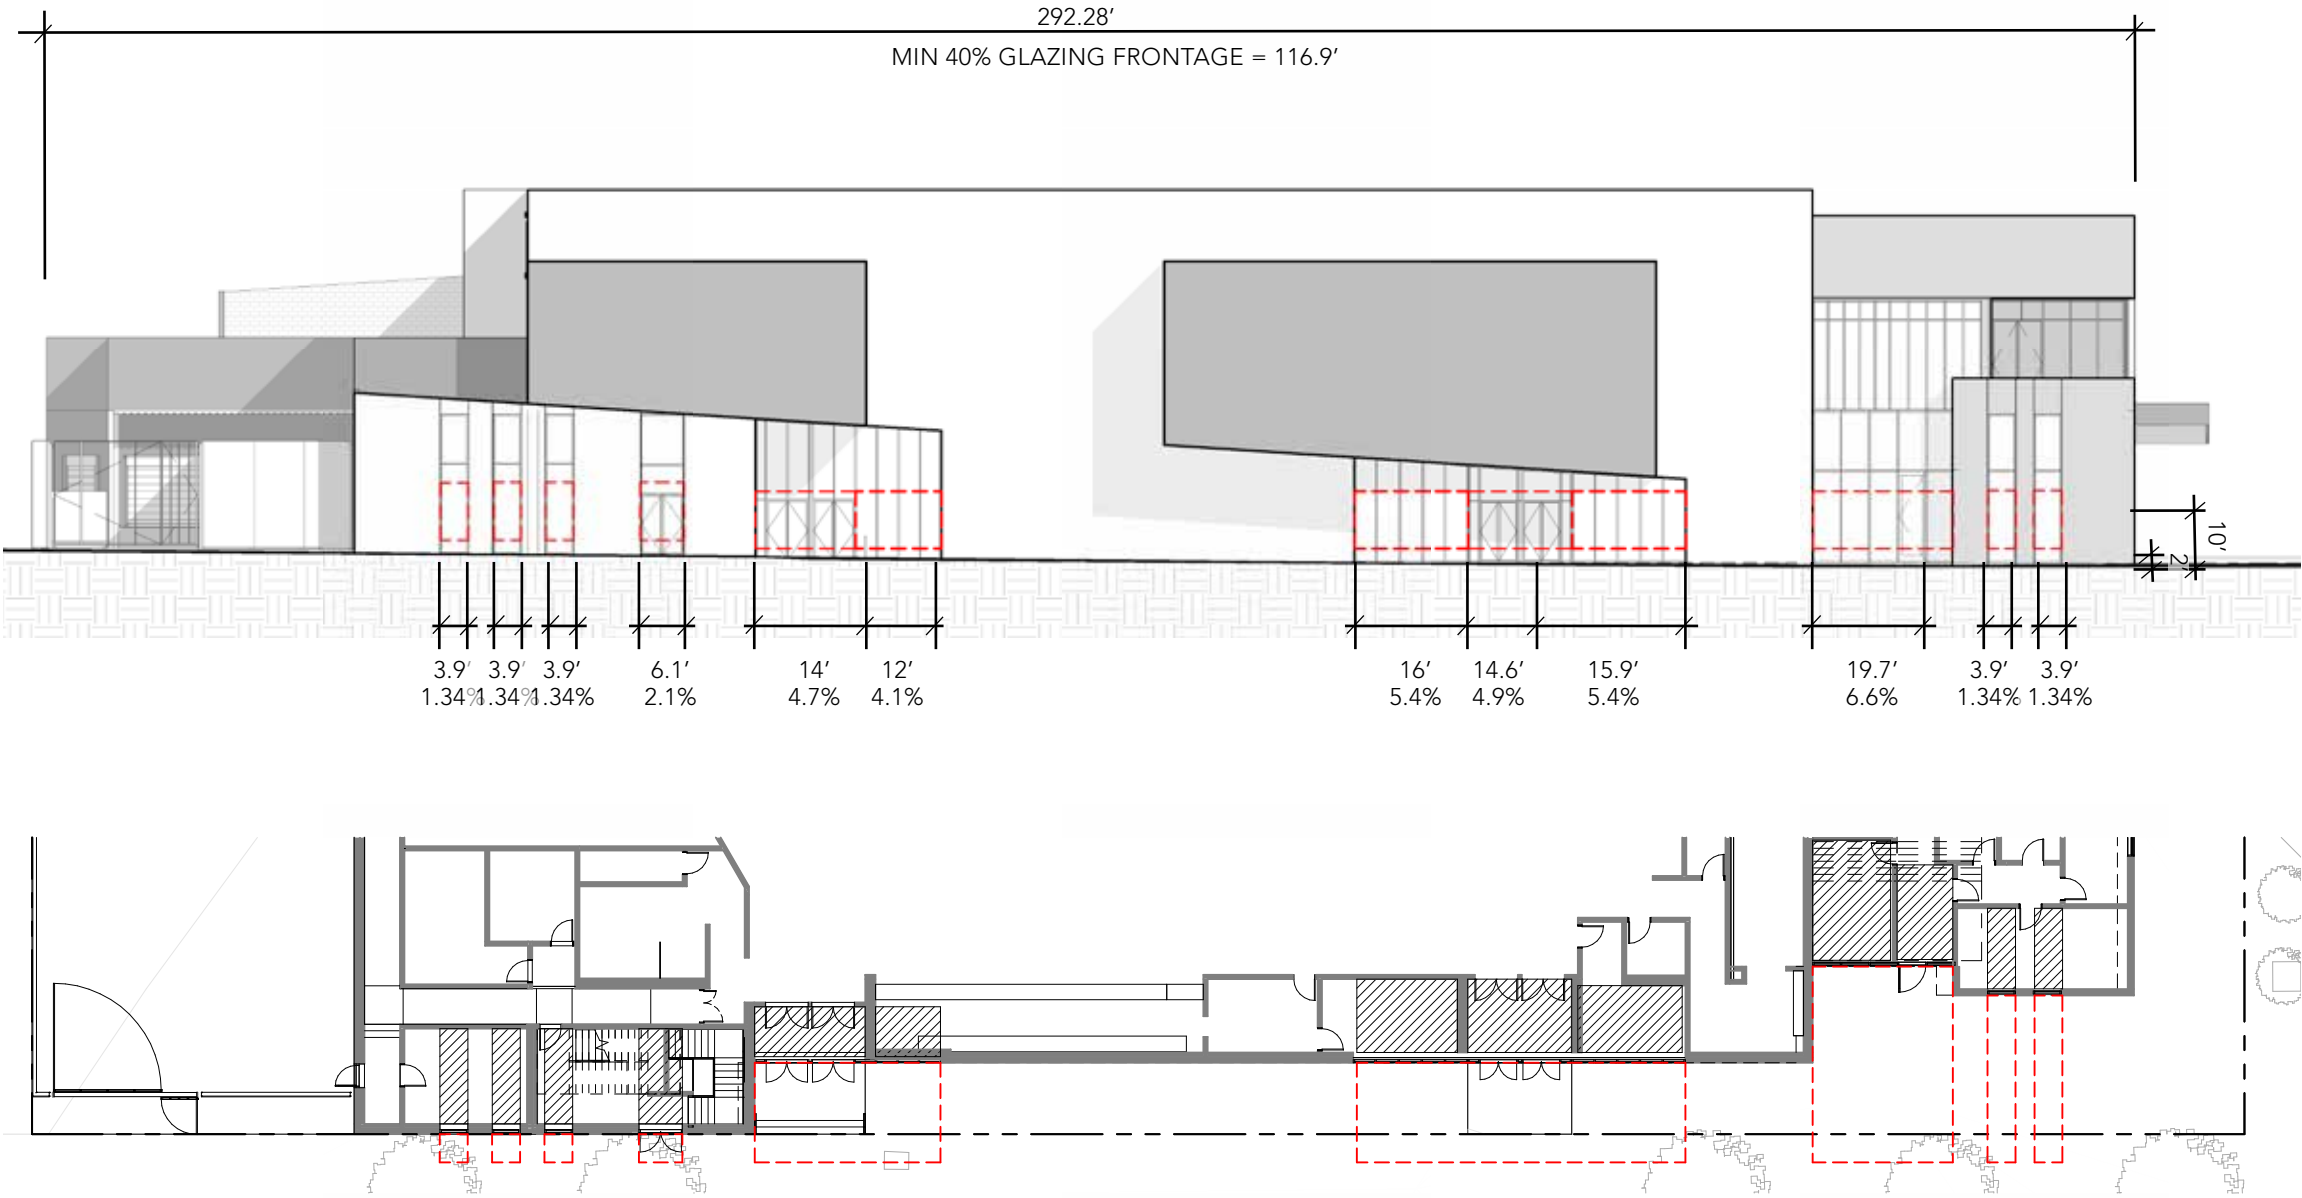 292.28′
MIN 40% GLAZING FRONTAGE = 116.9′
10′
2′
3.9′ 3.9′ 3.9′ 6.1′ 14′ 12′ 16′ 14.6′ 15.9′ 19.7′ 3.9′ 3.9′
1.34% 1.34% 1.34% 2.1% 4.7% 4.1% 5.4% 4.9% 5.4% 6.6% 1.34% 1.34%